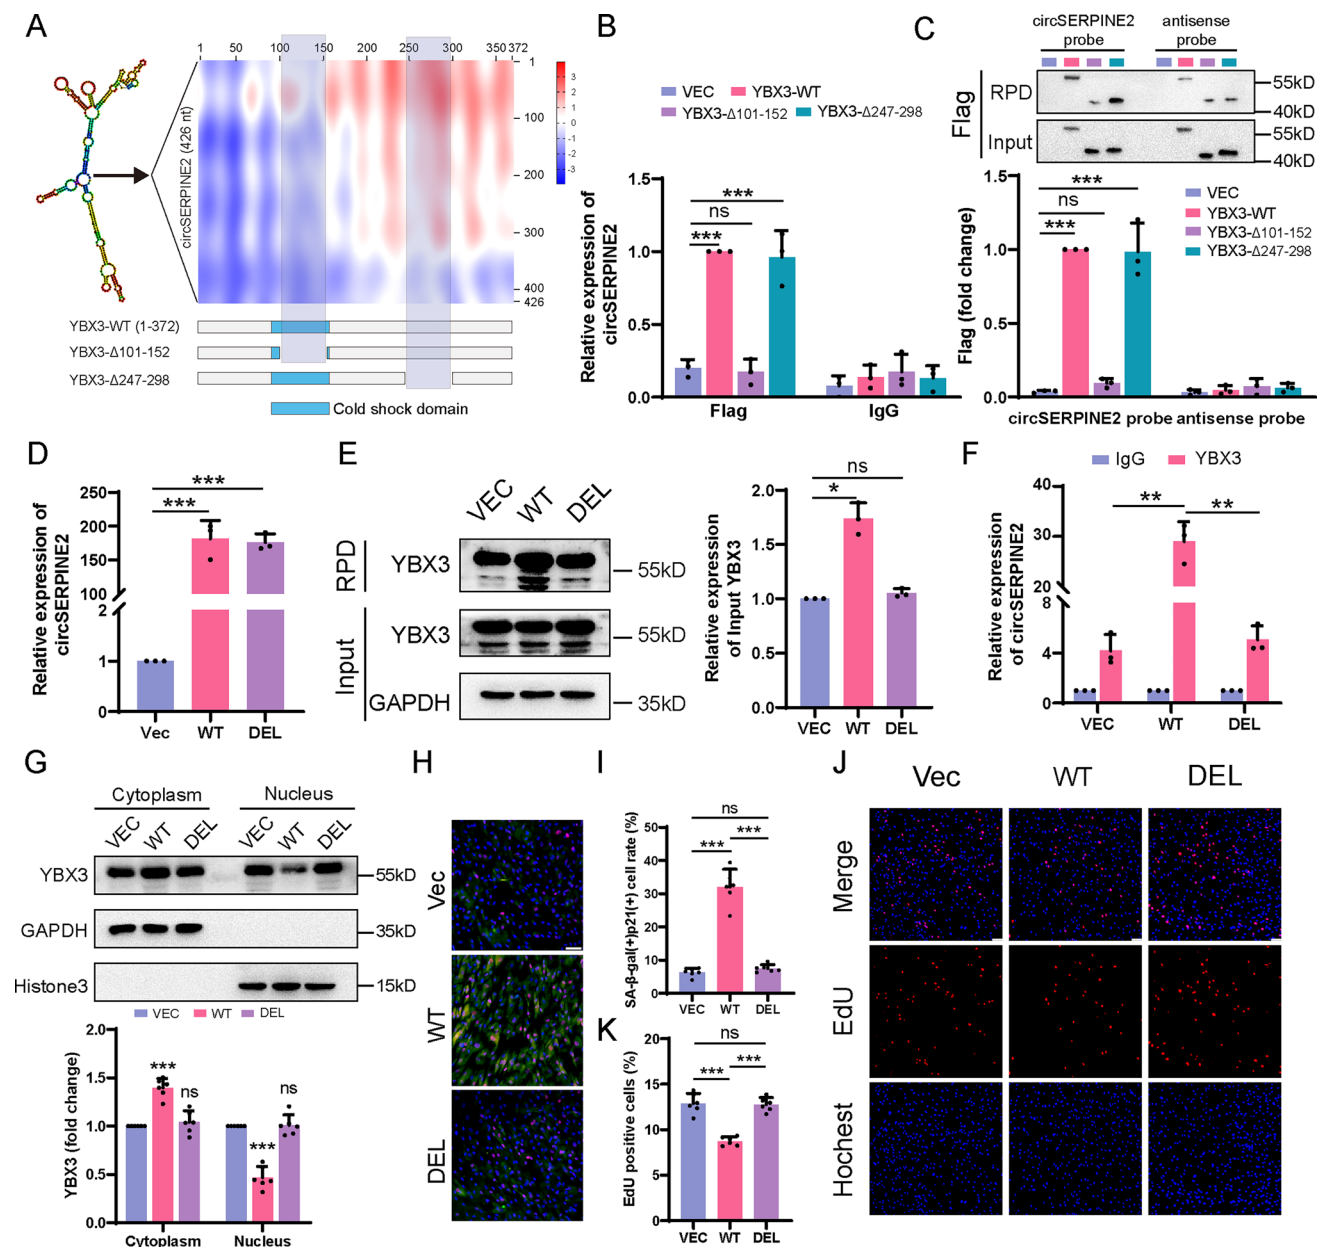 A
1 50 100 150 200 250 300 350 372
circSERPINE2 (426 nt)
1
100
200
300
400
426
3
2
1
0
-1
-2
-3
YBX3-WT (1-372)
YBX3-Δ101-152
YBX3-Δ247-298
Cold shock domain
B
VEC YBX3-WT
YBX3-Δ101-152 YBX3-Δ247-298
Relative expression of
circSERPINE2
1.5
1.0
0.5
0.0
***
ns
***
Flag IgG
C
circSERPINE2
probe
antisense
probe
Flag
RPD
Input
55kD
40kD
55kD
40kD
Flag (fold change)
1.5
1.0
0.5
0.0
***
ns
***
VEC
YBX3-WT
YBX3-Δ101-152
YBX3-Δ247-298
circSERPINE2 probe antisense probe
D
Relative expression of
circSERPINE2
250
200
150
100
2
1
0
***
***
Vec WT DEL
E
VEC WT DEL
RPD
Input
YBX3
YBX3
GAPDH
55kD
55kD
35kD
Relative expression
of Input YBX3
2.0
1.5
1.0
0.5
0.0
ns
*
VEC WT DEL
F
IgG YBX3
Relative expression
of circSERPINE2
40
30
20
8
4
0
**
**
VEC WT DEL
G
Cytoplasm Nucleus
VEC WT DEL VEC WT DEL
YBX3
GAPDH
Histone3
55kD
35kD
15kD
VEC WT DEL
YBX3 (fold change)
2.0
1.5
1.0
0.5
0.0
***
ns
***
ns
Cytoplasm Nucleus
H
Vec
WT
DEL
I
SA-β-gal(+)p21(+) cell rate (%)
50
40
30
20
10
0
ns
***
***
VEC WT DEL
K
EdU positive cells (%)
20
15
10
5
0
ns
***
***
VEC WT DEL
J
Vec WT DEL
Merge
EdU
Hochest